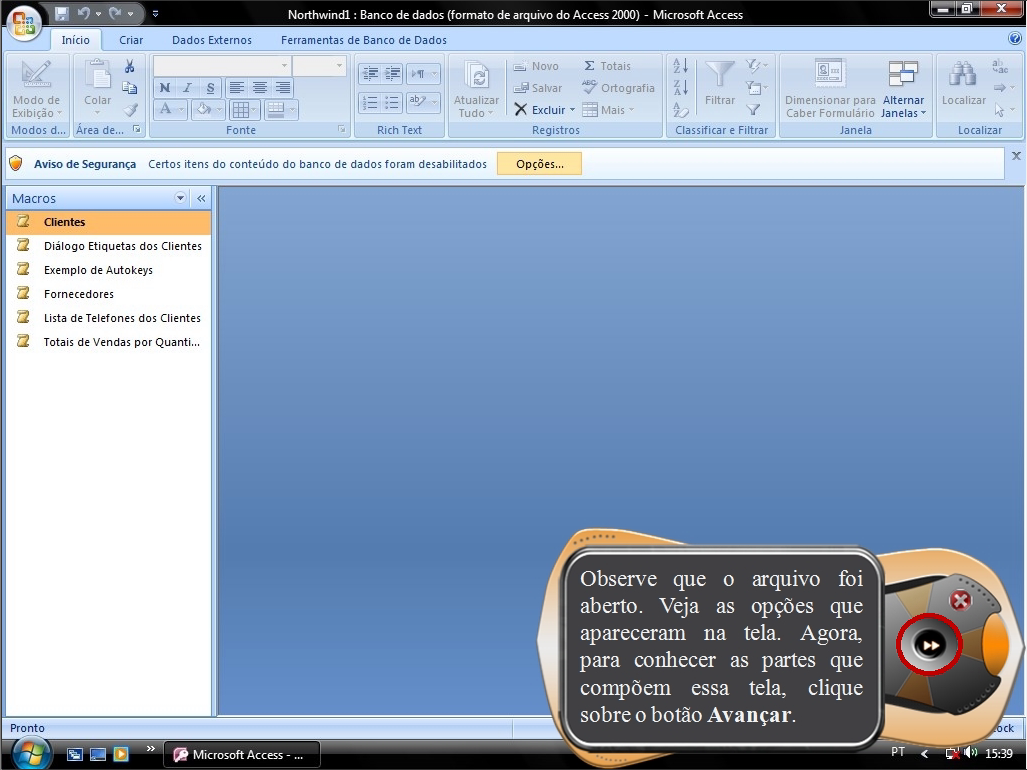 Northwind1 : Banco de dados (formato de arquivo do Access 2000) - Microsoft Access
Início Criar Dados Externos Ferramentas de Banco de Dados
Modo de Exibição
Modos d...
Colar
Área de...
N I S
A
Fonte
Rich Text
Atualizar Tudo
Novo
Salvar
Excluir
Σ Totais
Ortografia
Mais
Registros
Filtrar
Classificar e Filtrar
Dimensionar para Caber Formulário
Alternar Janelas
Janela
Localizar
Localizar
Aviso de Segurança Certos itens do conteúdo do banco de dados foram desabilitados Opções...
Macros
Clientes
Diálogo Etiquetas dos Clientes
Exemplo de Autokeys
Fornecedores
Lista de Telefones dos Clientes
Totais de Vendas por Quanti...
Observe que o arquivo foi
aberto. Veja as opções que
apareceram na tela. Agora,
para conhecer as partes que
compõem essa tela, clique
sobre o botão Avançar.
Pronto
Microsoft Access - ...
PT
15:39